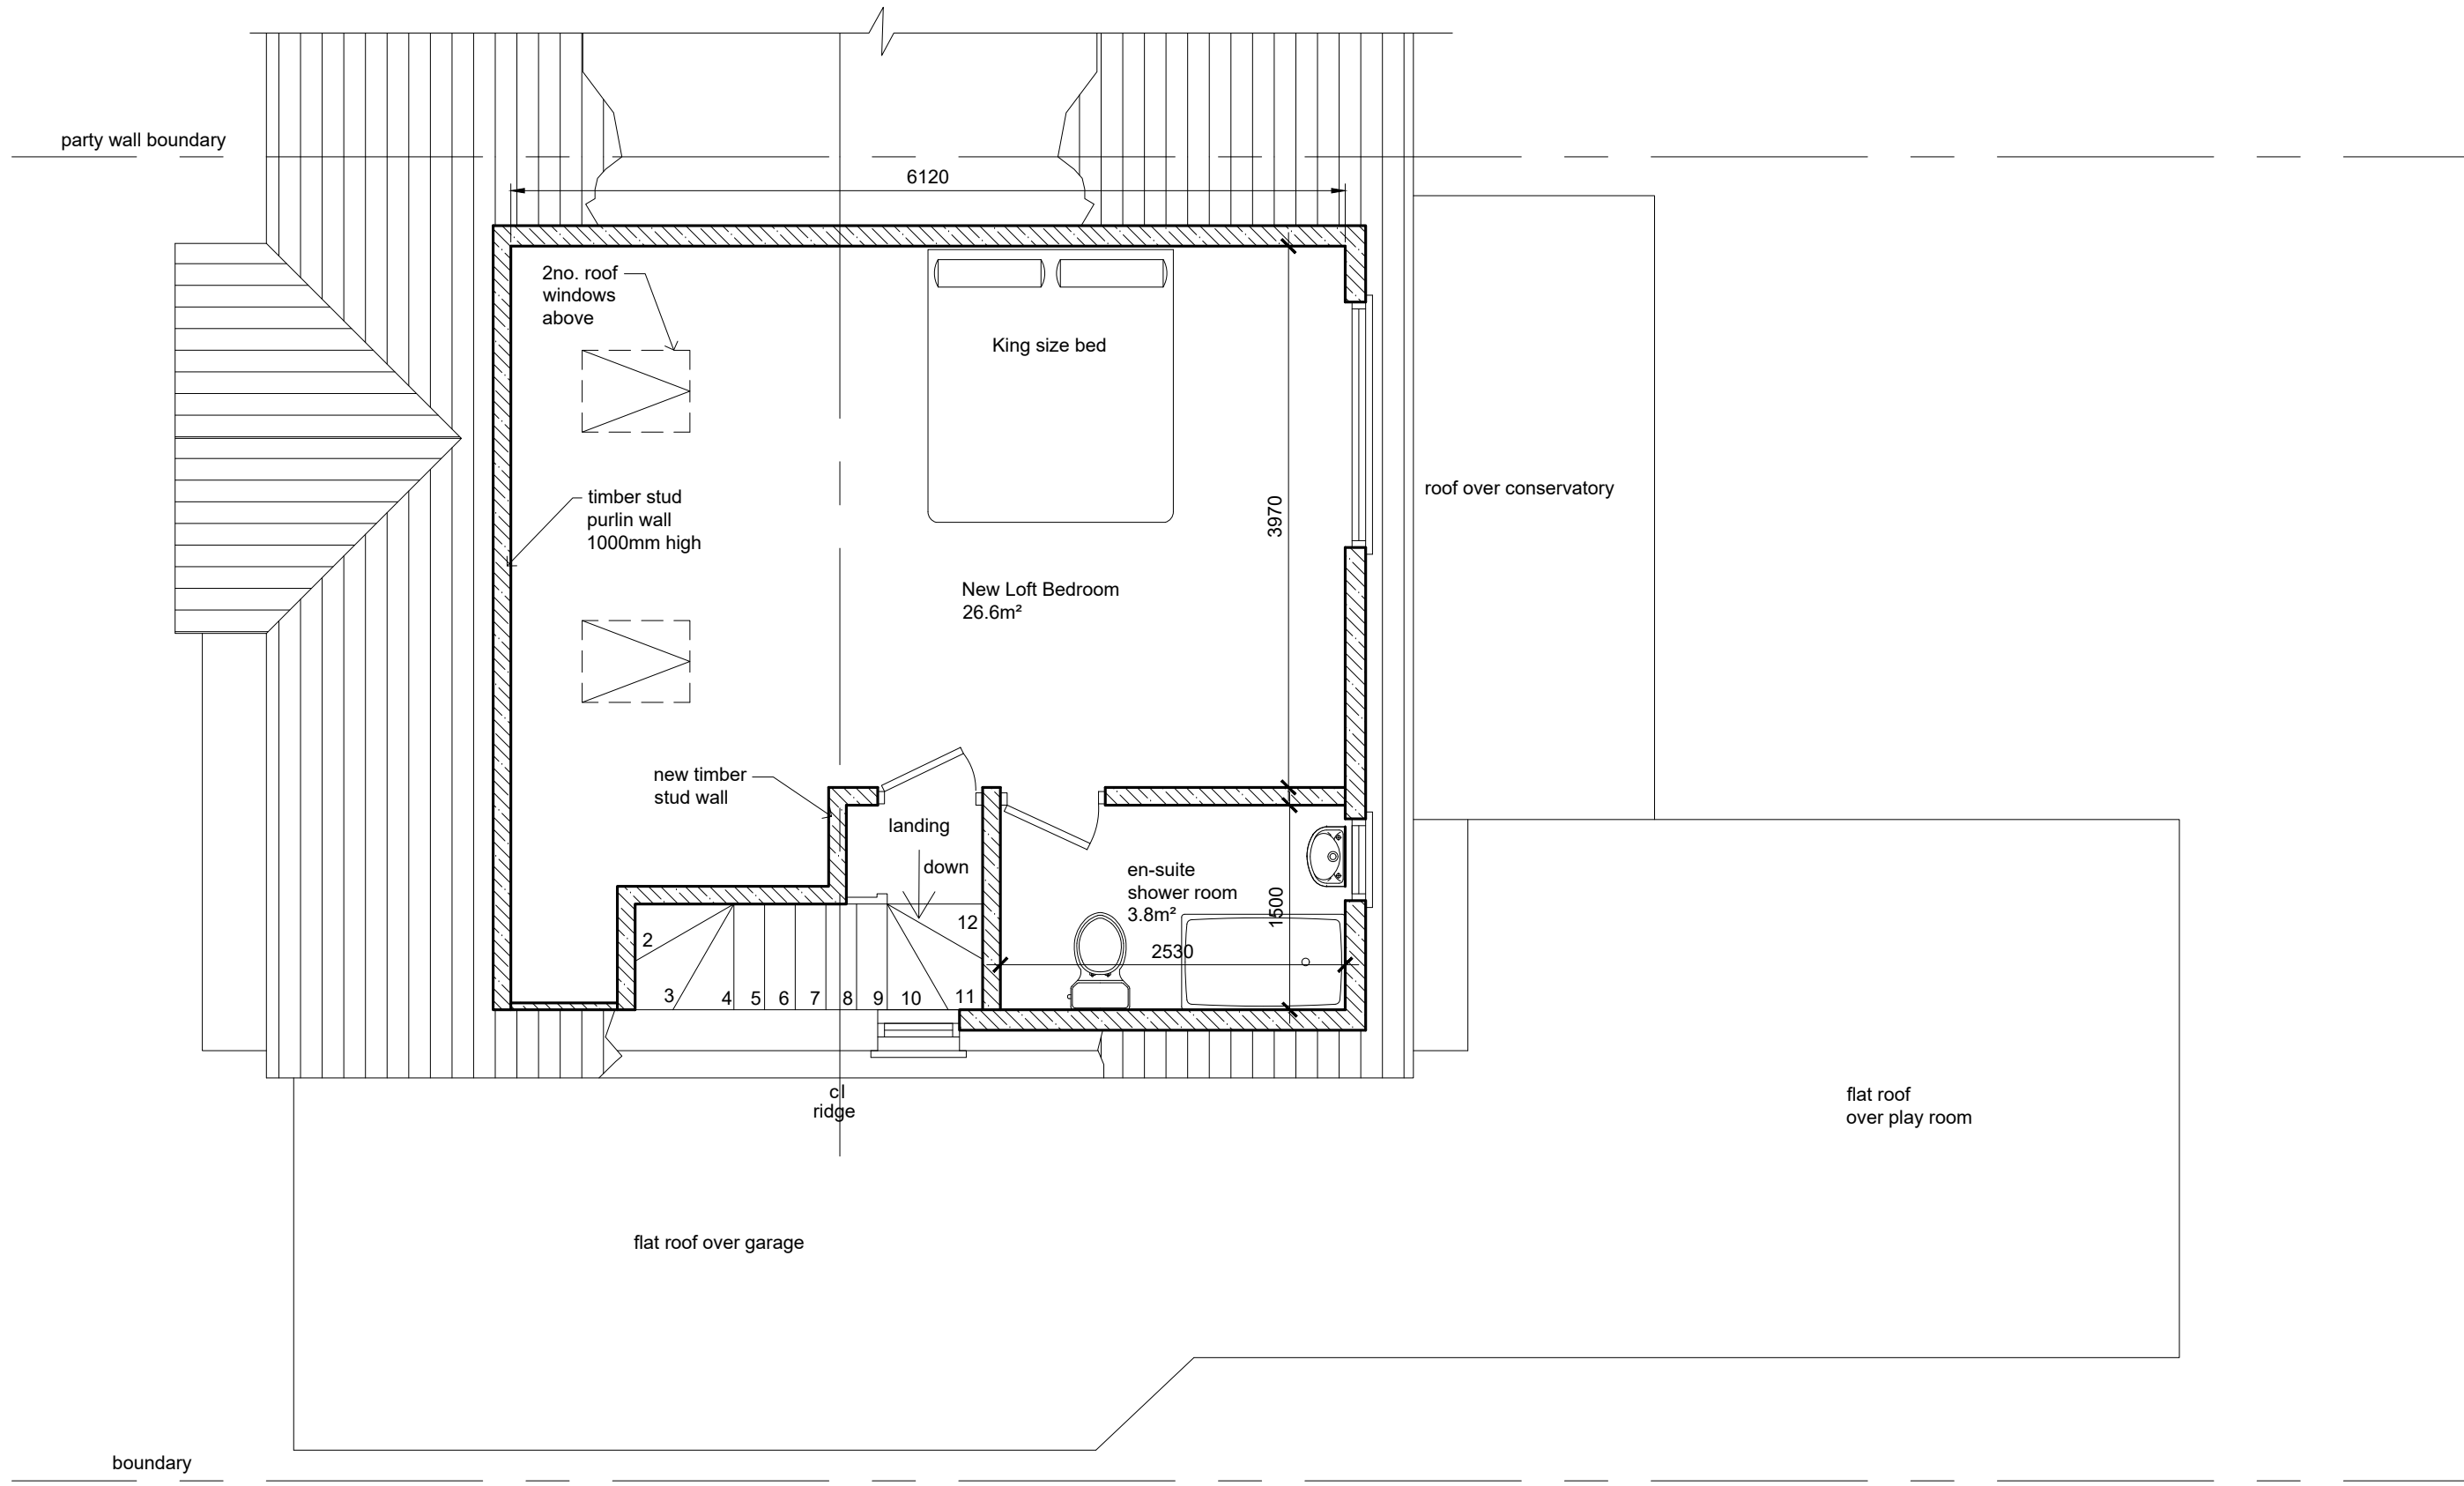 party wall boundary
6120
2no. roof
windows
above
King size bed
timber stud
purlin wall
1000mm high
3970
roof over conservatory
New Loft Bedroom
26.6m²
new timber
stud wall
landing
down
en-suite
shower room
3.8m²
1500
2530
2
3
4
5
6
7
8
9
10
11
12
cl
ridge
flat roof
over play room
flat roof over garage
boundary